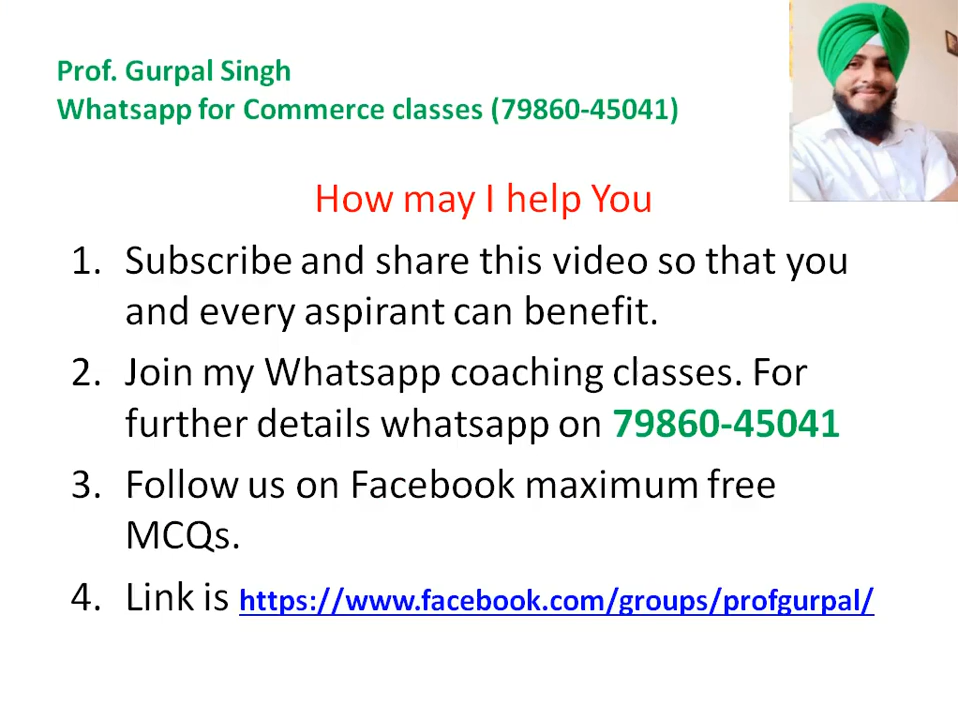 Prof. Gurpal Singh
Whatsapp for Commerce classes (79860-45041)
How may I help You
1. Subscribe and share this video so that you
and every aspirant can benefit.
2. Join my Whatsapp coaching classes. For
further details whatsapp on 79860-45041
3. Follow us on Facebook maximum free
MCQs.
4. Link is https://www.facebook.com/groups/profgurpal/